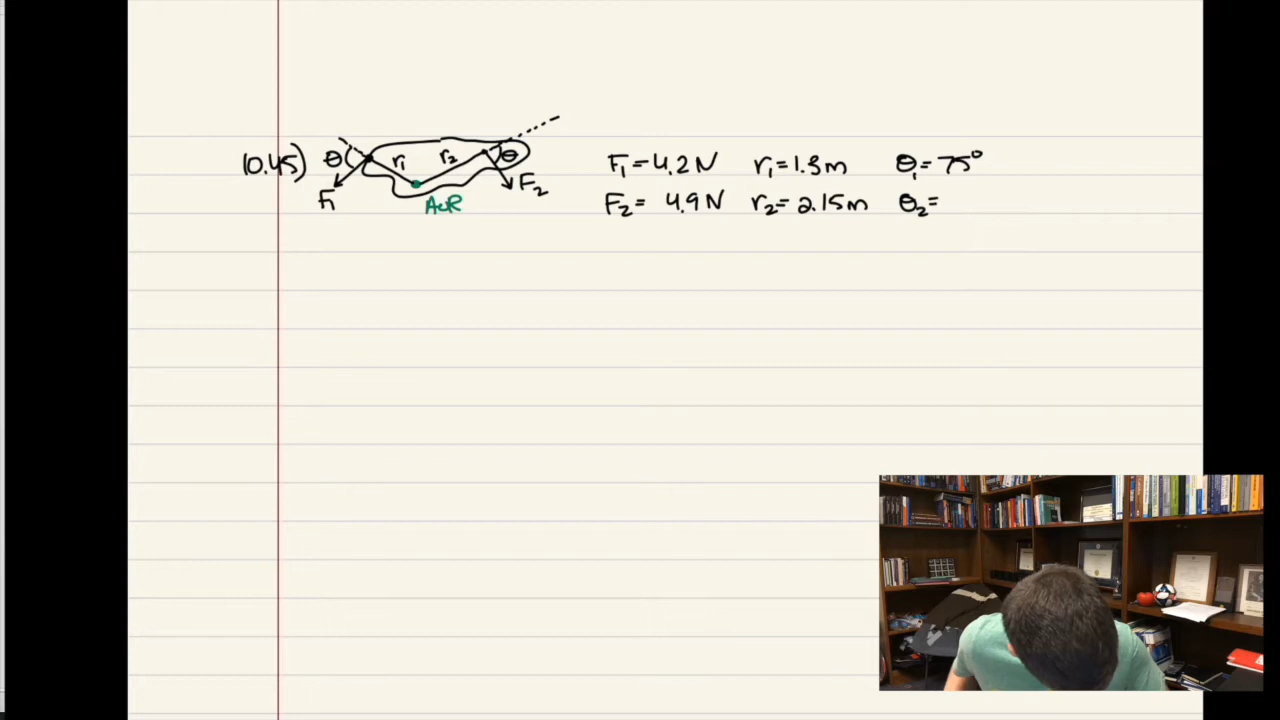 10.45) θ r₁ r₂ θ F₁ F₂ AoR
F₁ = 4.2 N r₁ = 1.3 m θ₁ = 75°
F₂ = 4.9 N r₂ = 2.15 m θ₂ =